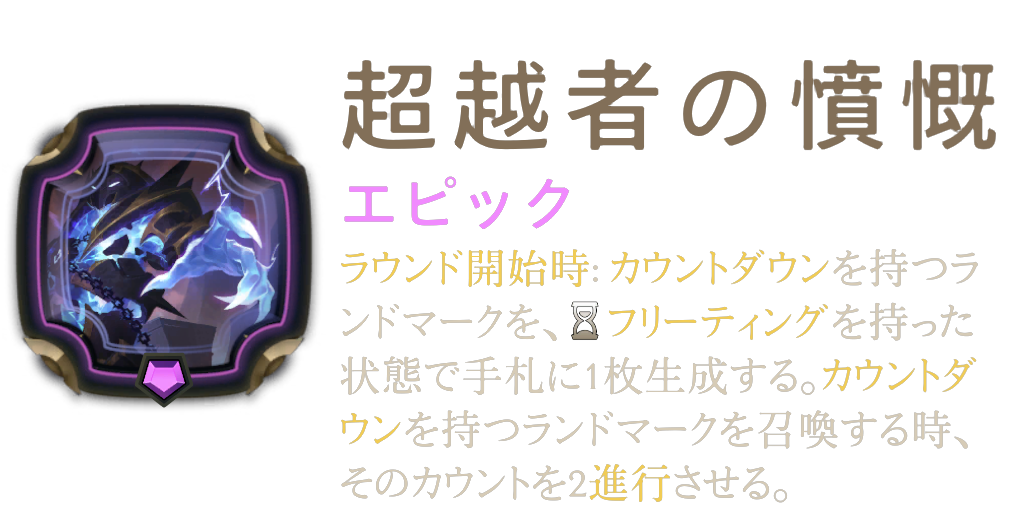 超越者の憤慨
エピック
ラウンド開始時: カウントダウンを持つラ
ンドマークを、フリーティングを持った
状態で手札に1枚生成する。カウントダ
ウンを持つランドマークを召喚する時、
そのカウントを2進行させる。